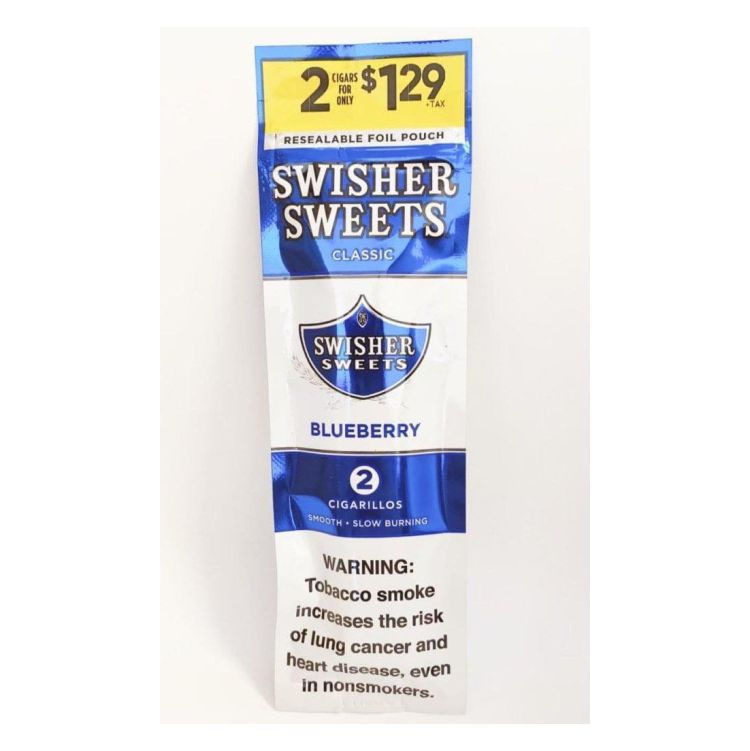 2 CIGARS FOR ONLY $1.29 +TAX
RESEALABLE FOIL POUCH
SWISHER
SWEETS
CLASSIC
SS
SWISHER
SWEETS
BLUEBERRY
2
CIGARILLOS
SMOOTH • SLOW BURNING
WARNING:
Tobacco smoke
increases the risk
of lung cancer and
heart disease, even
in nonsmokers.